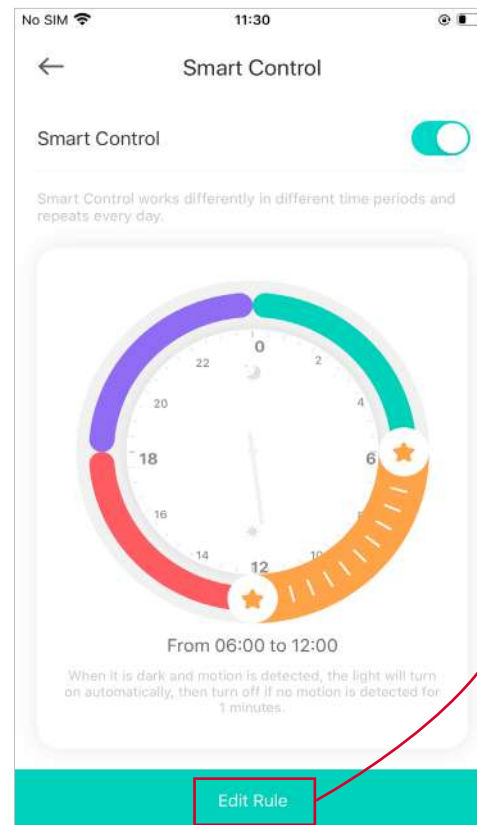 No SIM 11:30
Smart Control
Smart Control
Smart Control works differently in different time periods and
repeats every day.
0
22
2
20
4
18
6
16
14
10
12
From 06:00 to 12:00
When it is dark and motion is detected, the light will turn
on automatically, then turn off if no motion is detected for
1 minutes.
Edit Rule